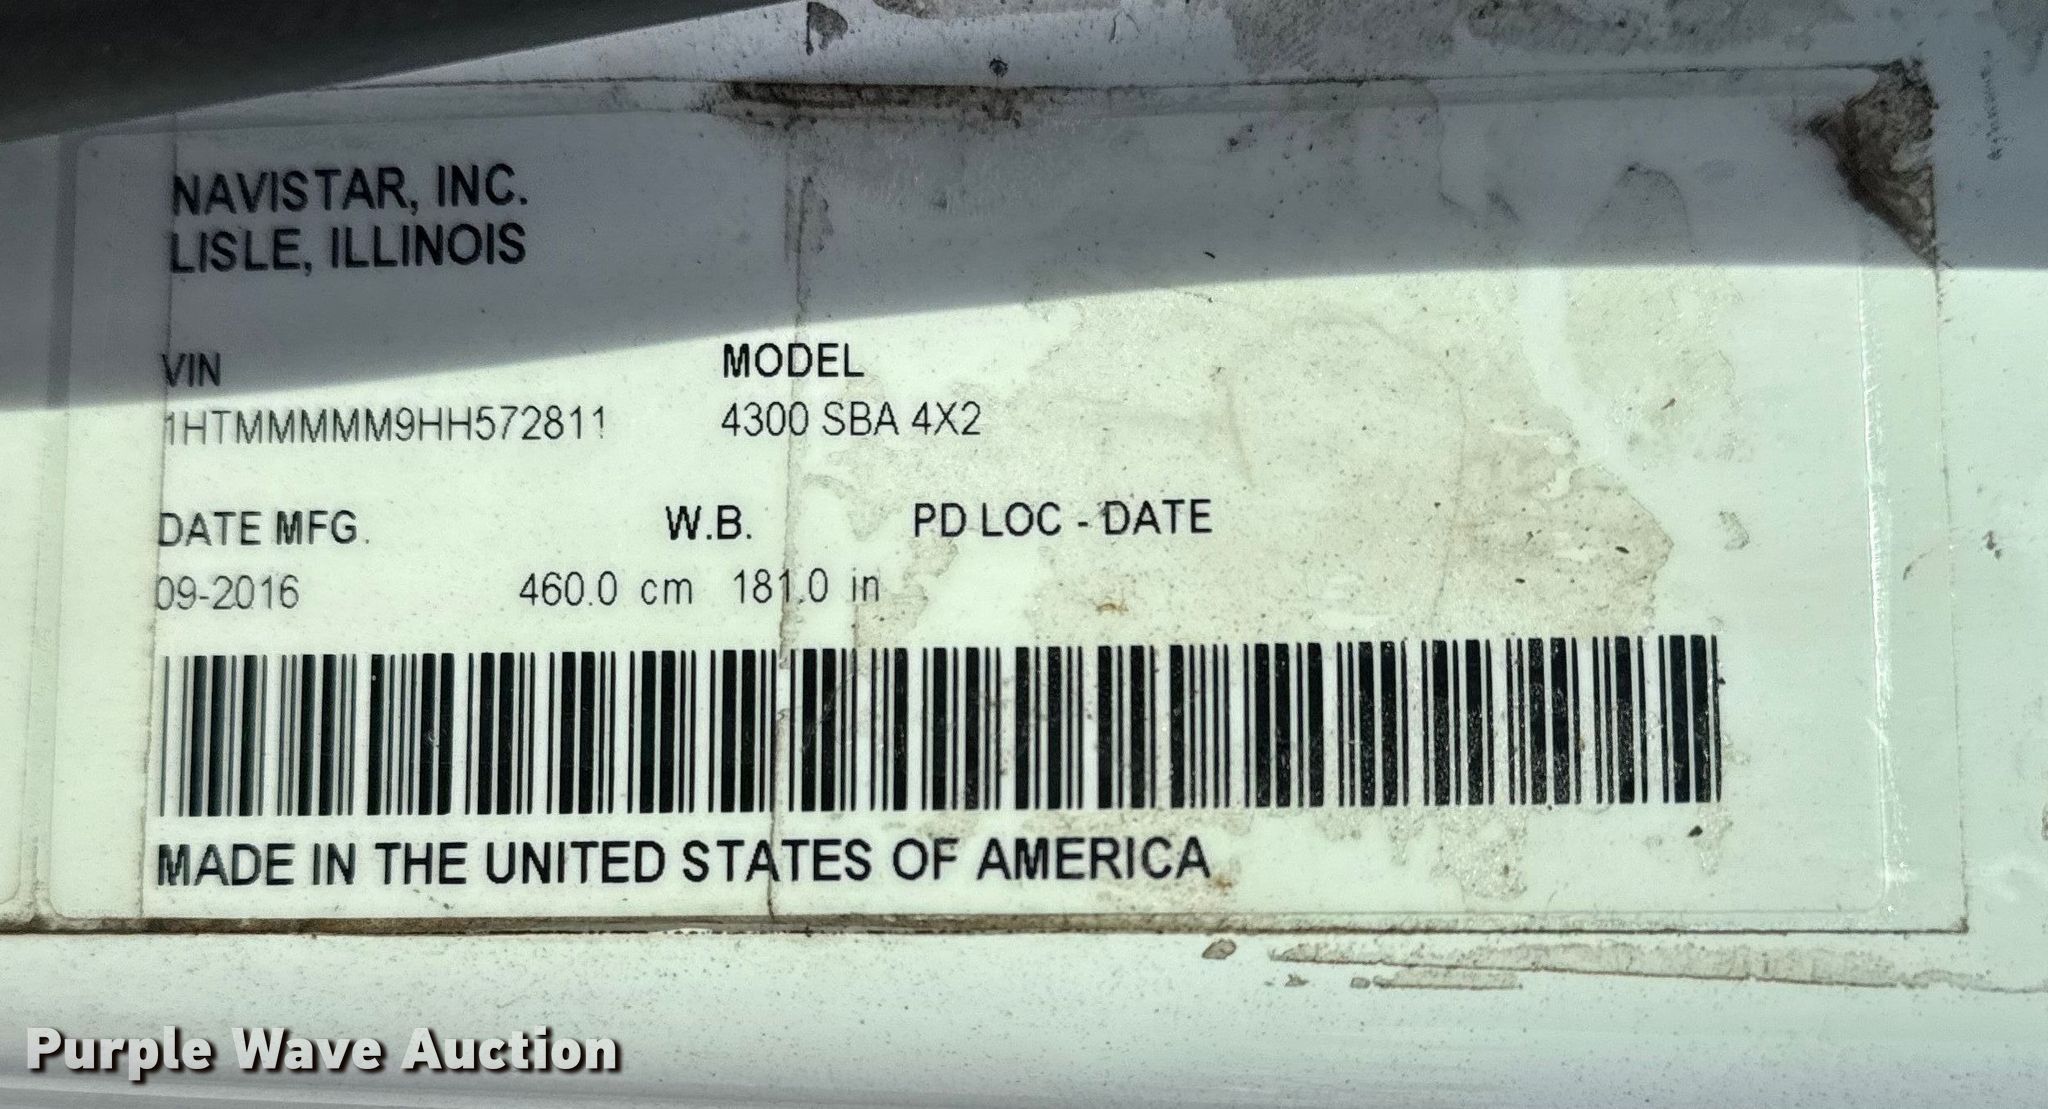 NAVISTAR, INC.
LISLE, ILLINOIS
VIN MODEL
1HTMMMMM9HH572811 4300 SBA 4X2
DATE MFG. W.B. PD LOC - DATE
09-2016 460.0 cm 181.0 in
MADE IN THE UNITED STATES OF AMERICA
Purple Wave Auction